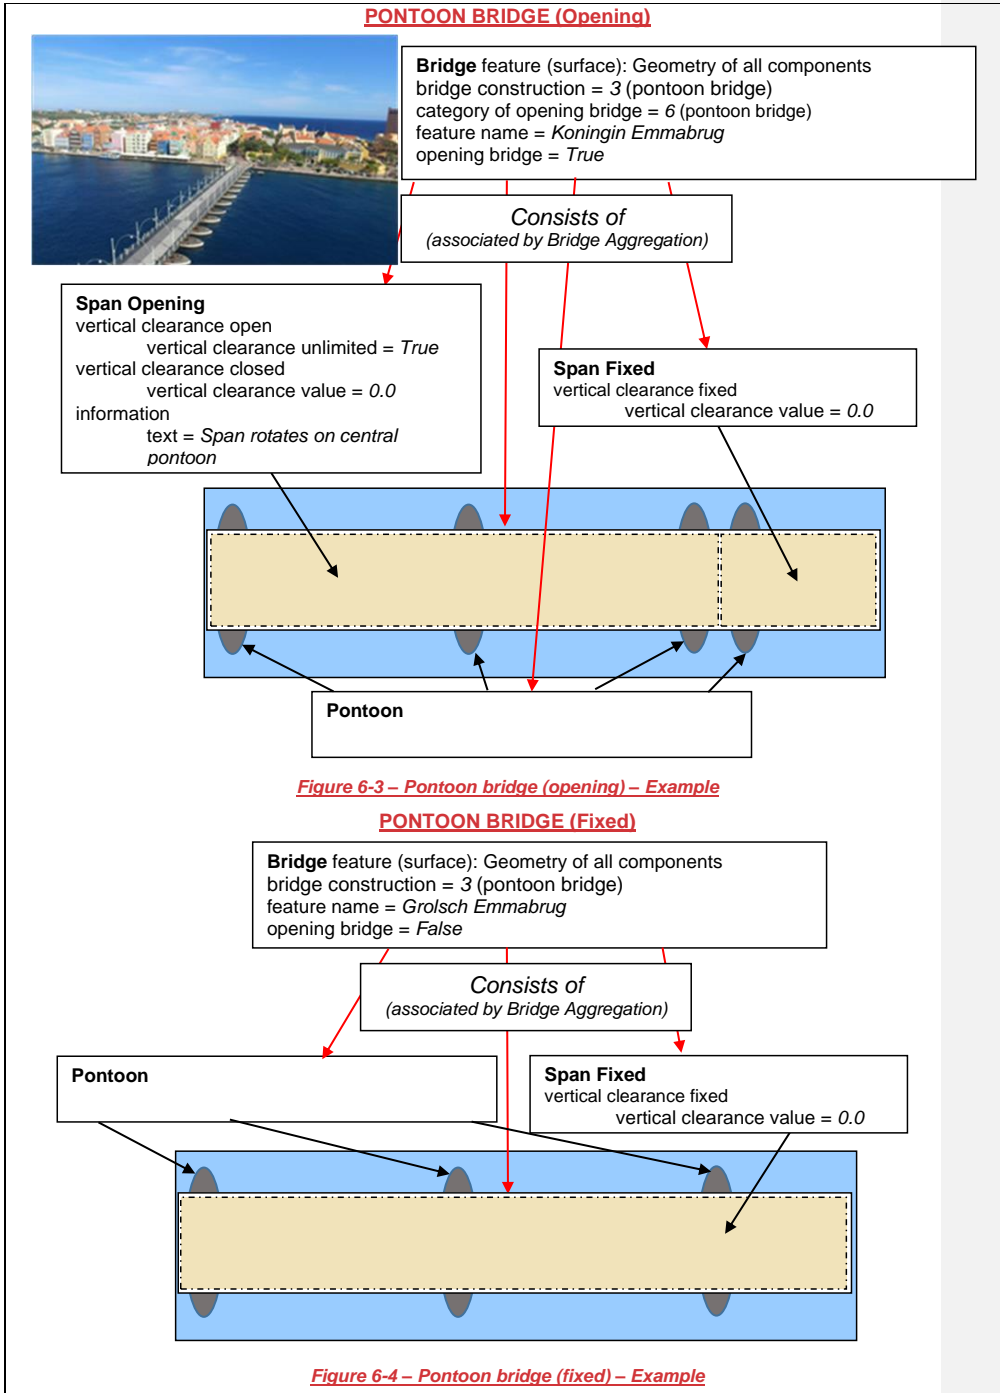 PONTOON BRIDGE (Opening)
Bridge feature (surface): Geometry of all components
bridge construction = 3 (pontoon bridge)
category of opening bridge = 6 (pontoon bridge)
feature name = Koningin Emmabrug
opening bridge = True
Consists of
(associated by Bridge Aggregation)
Span Opening
vertical clearance open
vertical clearance unlimited = True
vertical clearance closed
vertical clearance value = 0.0
information
text = Span rotates on central
pontoon
Span Fixed
vertical clearance fixed
vertical clearance value = 0.0
Pontoon
Figure 6-3 – Pontoon bridge (opening) – Example
PONTOON BRIDGE (Fixed)
Bridge feature (surface): Geometry of all components
bridge construction = 3 (pontoon bridge)
feature name = Grolsch Emmabrug
opening bridge = False
Consists of
(associated by Bridge Aggregation)
Pontoon
Span Fixed
vertical clearance fixed
vertical clearance value = 0.0
Figure 6-4 – Pontoon bridge (fixed) – Example